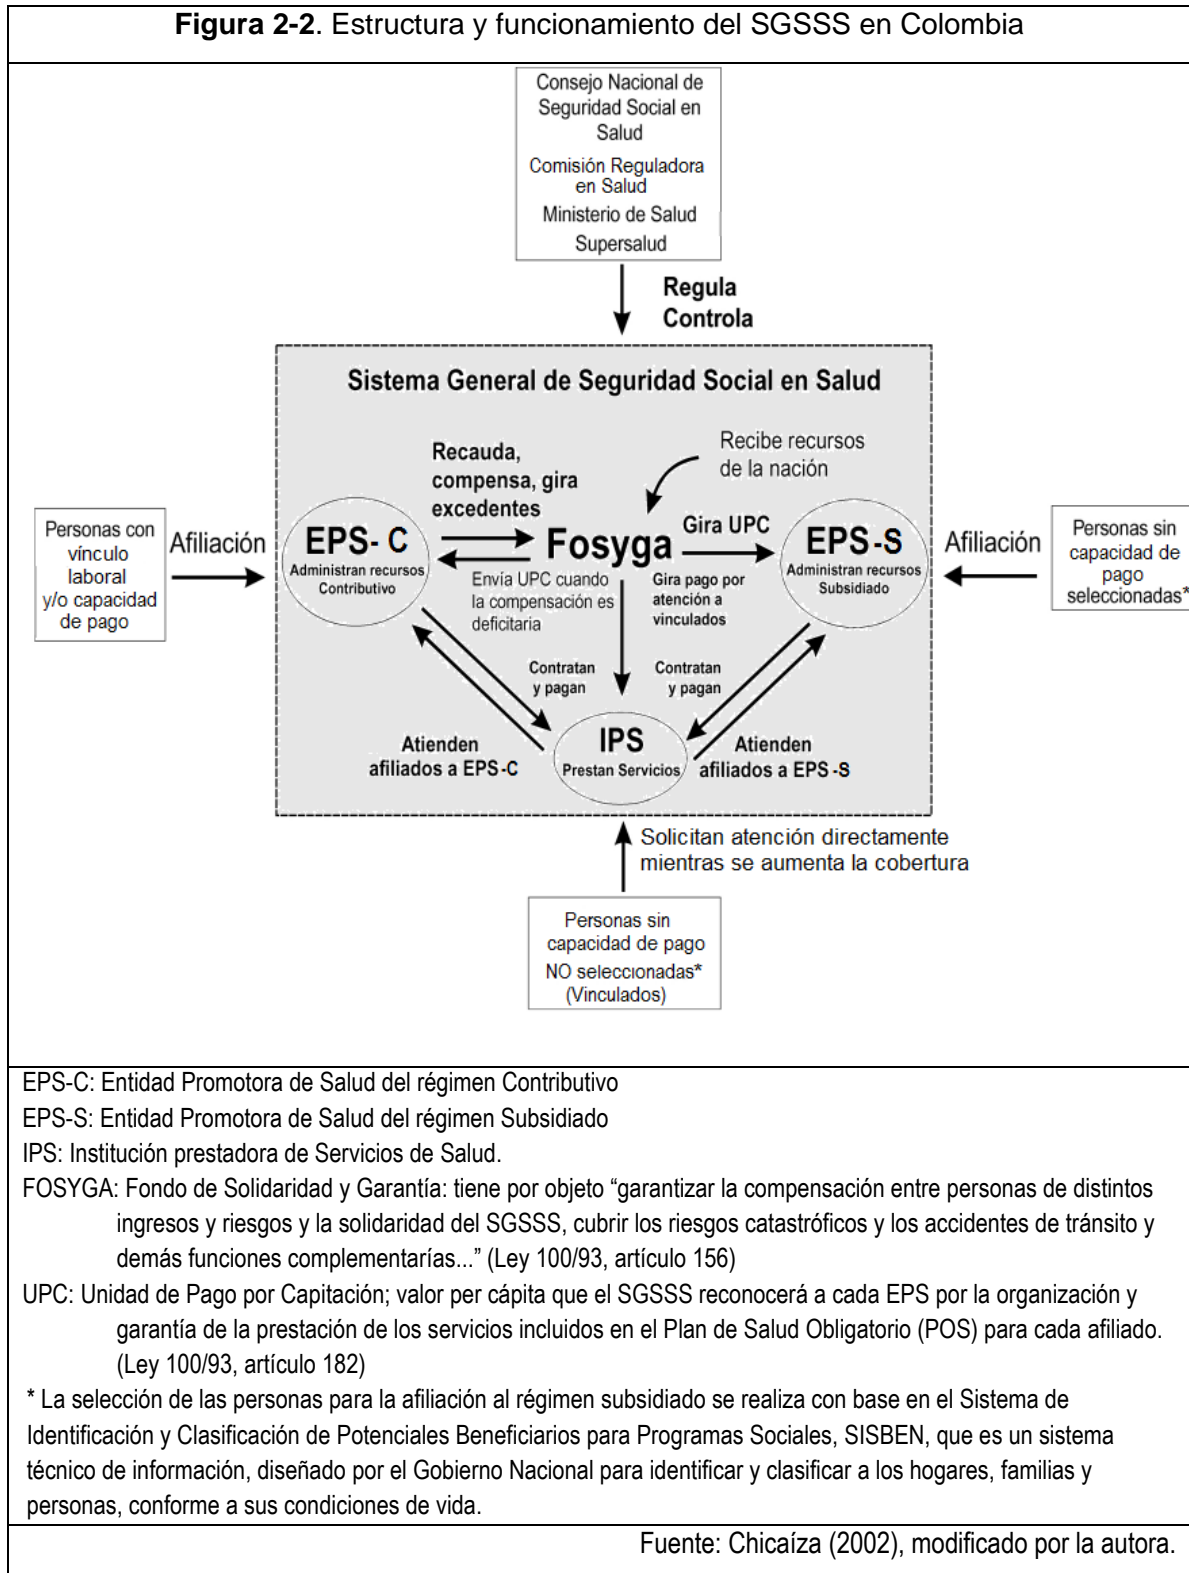 Figura 2-2. Estructura y funcionamiento del SGSSS en Colombia
Consejo Nacional de
Seguridad Social en
Salud
Comisión Reguladora
en Salud
Ministerio de Salud
Supersalud
Regula
Controla
Sistema General de Seguridad Social en Salud
Recibe recursos
de la nación
Recauda,
compensa, gira
excedentes
Personas con
vínculo
laboral
y/o capacidad
de pago
Afiliación
EPS- C
Administran recursos
Contributivo
Fosyga
Gira UPC
EPS-S
Administran recursos
Subsidiado
Afiliación
Personas sin
capacidad de
pago
seleccionadas*
Envía UPC cuando
la compensación es
deficitaria
Gira pago por
atención a
vinculados
Contratan
y pagan
Contratan
y pagan
Atienden
afiliados a EPS-C
IPS
Prestan Servicios
Atienden
afiliados a EPS-S
Solicitan atención directamente
mientras se aumenta la cobertura
Personas sin
capacidad de pago
NO seleccionadas*
(Vinculados)
EPS-C: Entidad Promotora de Salud del régimen Contributivo
EPS-S: Entidad Promotora de Salud del régimen Subsidiado
IPS: Institución prestadora de Servicios de Salud.
FOSYGA: Fondo de Solidaridad y Garantía: tiene por objeto “garantizar la compensación entre personas de distintos
ingresos y riesgos y la solidaridad del SGSSS, cubrir los riesgos catastróficos y los accidentes de tránsito y
demás funciones complementarías...” (Ley 100/93, artículo 156)
UPC: Unidad de Pago por Capitación; valor per cápita que el SGSSS reconocerá a cada EPS por la organización y
garantía de la prestación de los servicios incluidos en el Plan de Salud Obligatorio (POS) para cada afiliado.
(Ley 100/93, artículo 182)
* La selección de las personas para la afiliación al régimen subsidiado se realiza con base en el Sistema de
Identificación y Clasificación de Potenciales Beneficiarios para Programas Sociales, SISBEN, que es un sistema
técnico de información, diseñado por el Gobierno Nacional para identificar y clasificar a los hogares, familias y
personas, conforme a sus condiciones de vida.
Fuente: Chicaíza (2002), modificado por la autora.